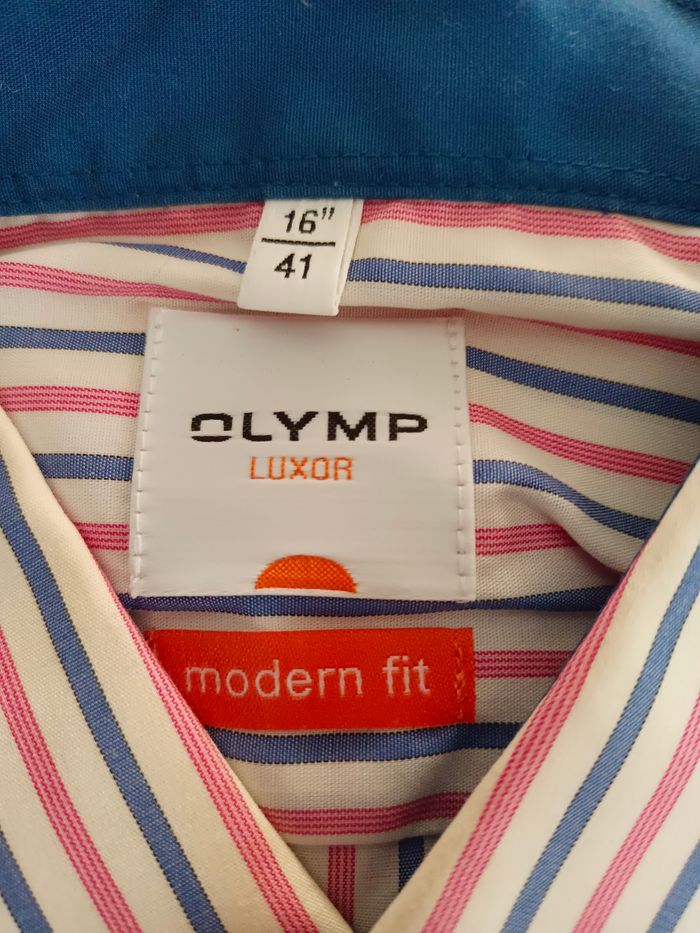 16"
41
OLYMP
LUXOR
modern fit